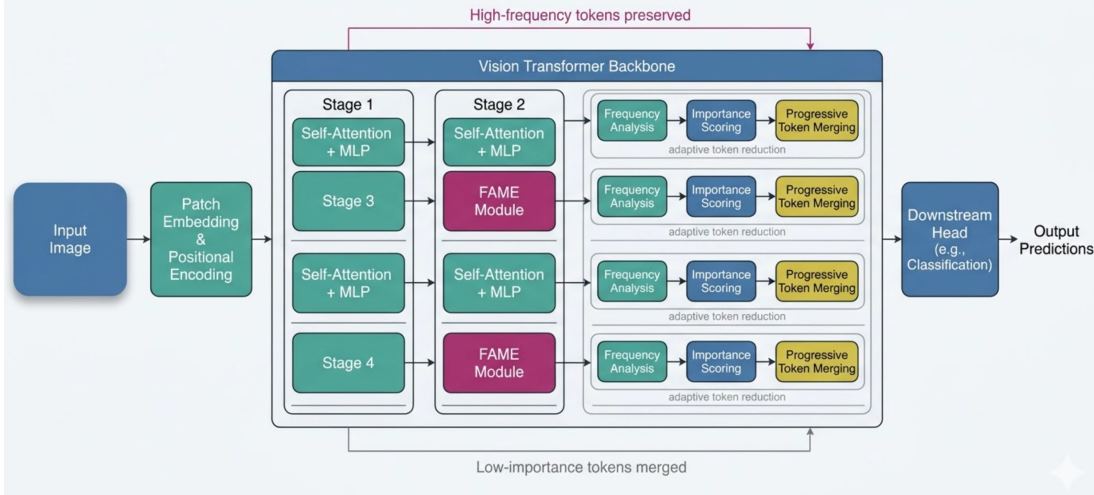 High-frequency tokens preserved
Vision Transformer Backbone
Input
Image
Patch
Embedding
&
Positional
Encoding
Stage 1
Self-Attention
+ MLP
Stage 3
Self-Attention
+ MLP
Stage 4
Stage 2
Self-Attention
+ MLP
FAME
Module
Self-Attention
+ MLP
FAME
Module
Frequency
Analysis
Importance
Scoring
Progressive
Token Merging
adaptive token reduction
Frequency
Analysis
Importance
Scoring
Progressive
Token Merging
adaptive token reduction
Frequency
Analysis
Importance
Scoring
Progressive
Token Merging
adaptive token reduction
Frequency
Analysis
Importance
Scoring
Progressive
Token Merging
adaptive token reduction
Downstream
Head
(e.g.,
Classification)
Output
Predictions
Low-importance tokens merged